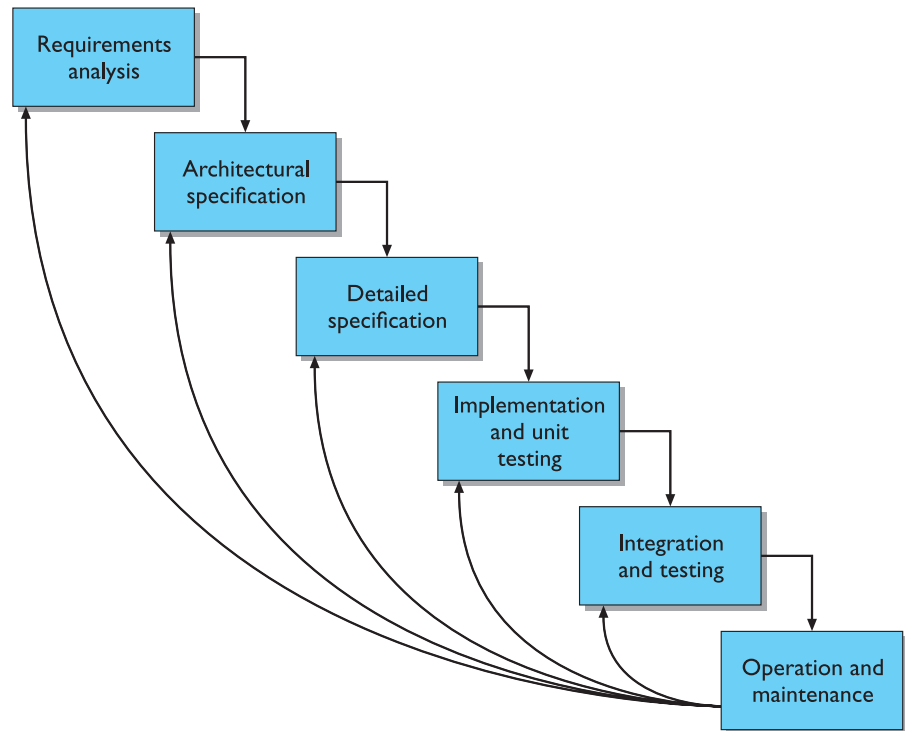 Requirements
analysis
Architectural
specification
Detailed
specification
Implementation
and unit
testing
Integration
and testing
Operation and
maintenance